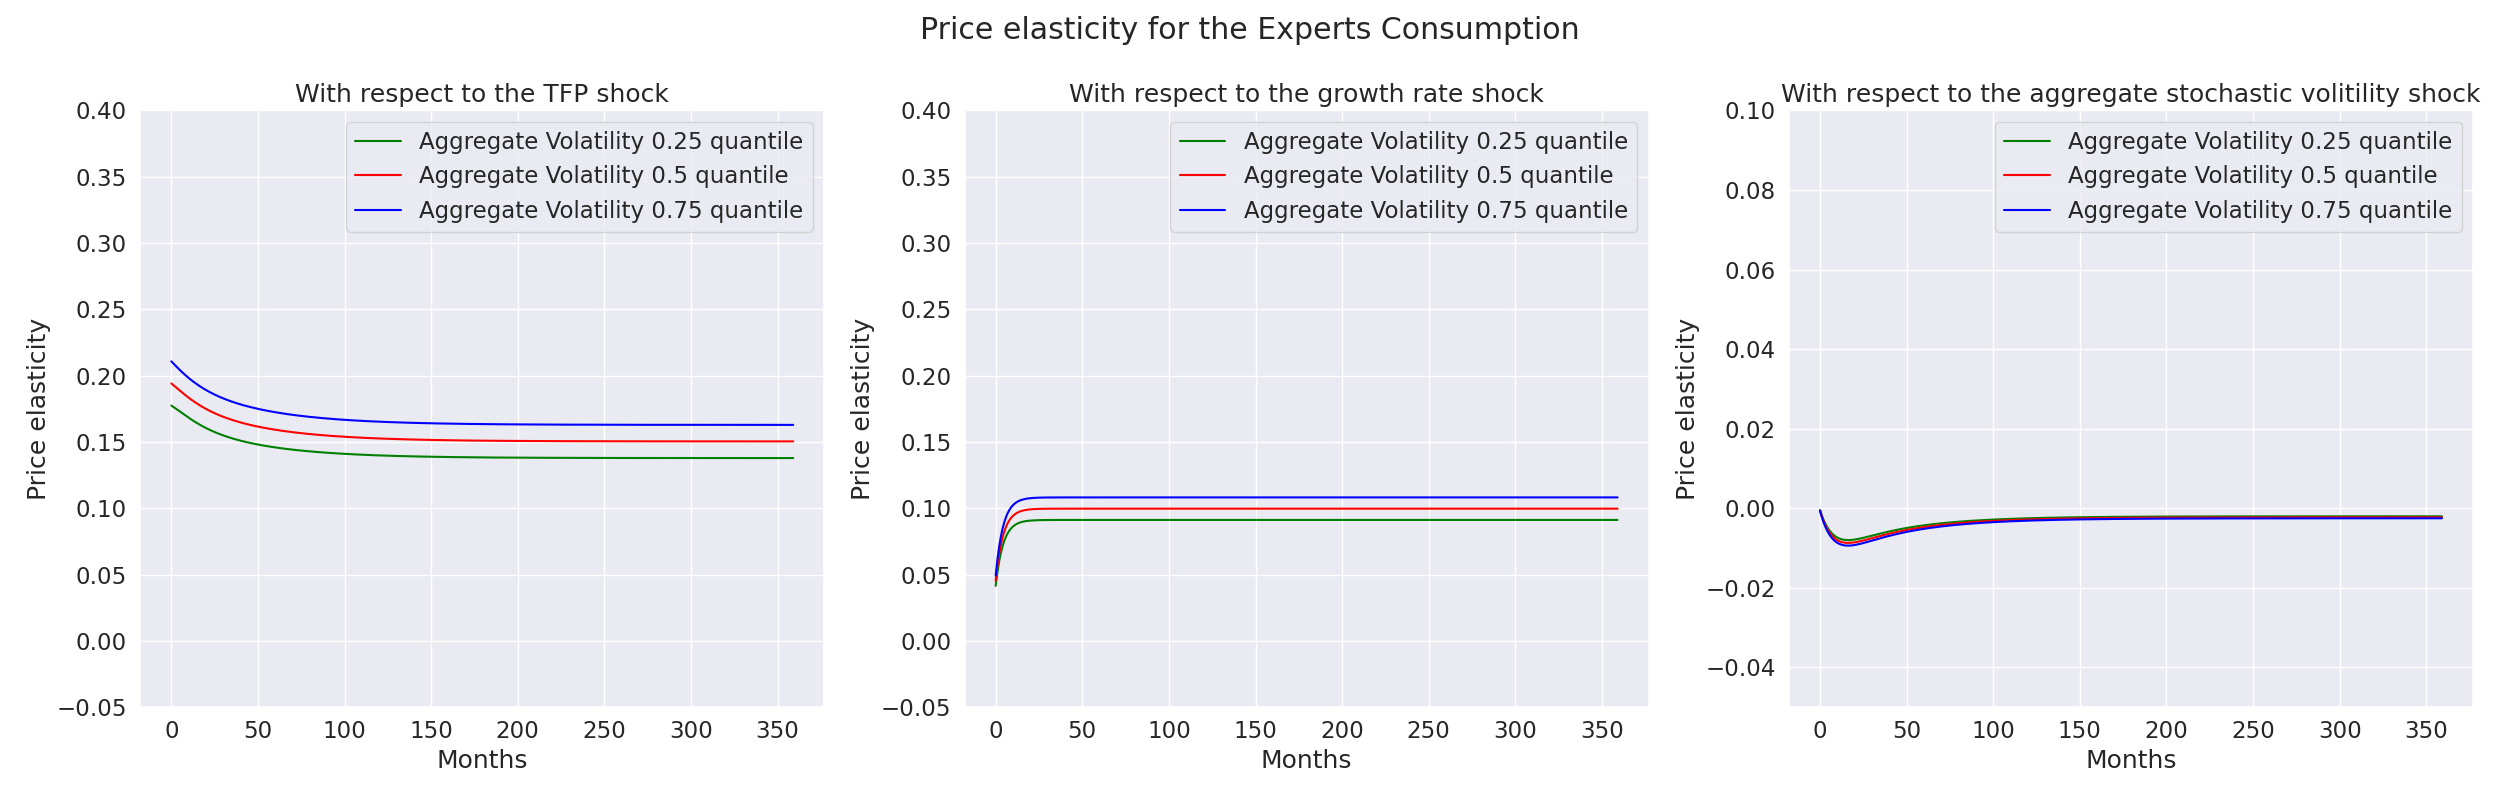 Price elasticity for the Experts Consumption
With respect to the TFP shock
0.40
0.35
0.30
0.25
0.20
0.15
0.10
0.05
0.00
−0.05
Price elasticity
Aggregate Volatility 0.25 quantile
Aggregate Volatility 0.5 quantile
Aggregate Volatility 0.75 quantile
0 50 100 150 200 250 300 350
Months
With respect to the growth rate shock
0.40
0.35
0.30
0.25
0.20
0.15
0.10
0.05
0.00
−0.05
Price elasticity
Aggregate Volatility 0.25 quantile
Aggregate Volatility 0.5 quantile
Aggregate Volatility 0.75 quantile
0 50 100 150 200 250 300 350
Months
With respect to the aggregate stochastic volitility shock
0.10
0.08
0.06
0.04
0.02
0.00
−0.02
−0.04
Price elasticity
Aggregate Volatility 0.25 quantile
Aggregate Volatility 0.5 quantile
Aggregate Volatility 0.75 quantile
0 50 100 150 200 250 300 350
Months